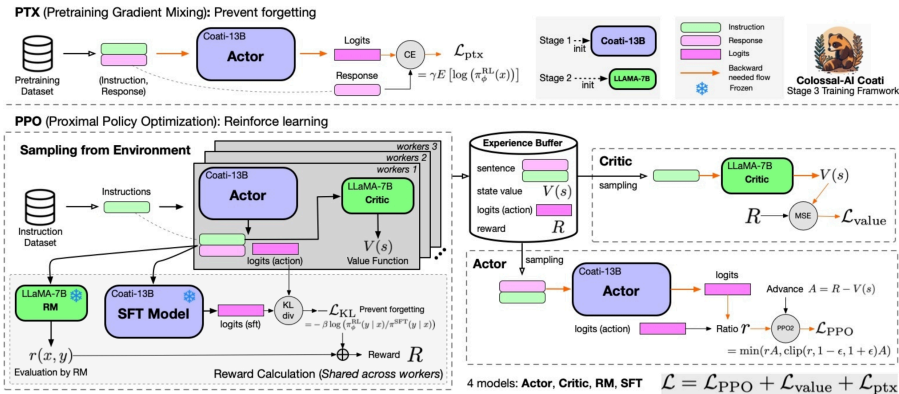 PTX (Pretraining Gradient Mixing): Prevent forgetting
Pretraining
Dataset
(Instruction,
Response)
Coati-13B
Actor
Logits
Response
CE
ℒptx
= γE [log (π_ϕ^RL(x))]
Stage 1
init
Coati-13B
Stage 2
init
LLAMA-7B
Instruction
Response
Logits
Backward
needed flow
Frozen
Colossal-AI Coati
Stage 3 Training Framwork
PPO (Proximal Policy Optimization): Reinforce learning
Sampling from Environment
workers 3
workers 2
workers 1
Instruction
Dataset
Instructions
Coati-13B
Actor
LLaMA-7B
Critic
V(s)
Value Function
logits (action)
LLaMA-7B
RM
r(x, y)
Evaluation by RM
Coati-13B
SFT Model
logits (sft)
KL
div
ℒKL Prevent forgetting
= −β log (π_ϕ^RL(y | x)/π^SFT(y | x))
Reward R
Reward Calculation (Shared across workers)
Experience Buffer
sentence
state value V(s)
logits (action)
reward R
sampling
sampling
Critic
LLaMA-7B
Critic
V(s)
R
MSE
ℒvalue
Actor
Coati-13B
Actor
logits
logits (action)
Ratio r
Advance A = R − V(s)
PPO2
ℒPPO
= min(rA, clip(r, 1 − ϵ, 1 + ϵ)A)
4 models: Actor, Critic, RM, SFT
ℒ = ℒPPO + ℒvalue + ℒptx